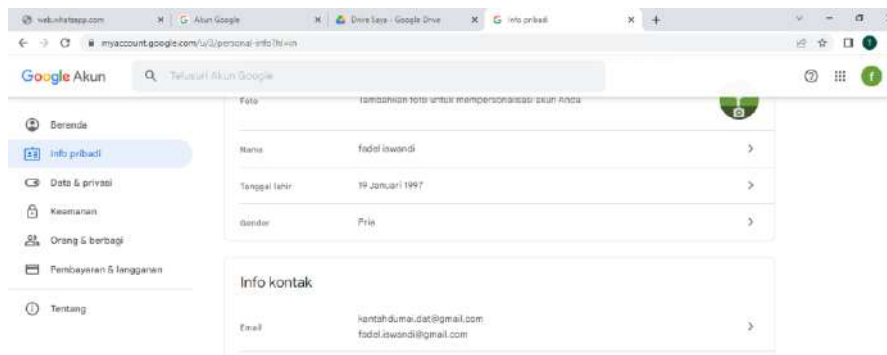 web.whatsapp.com
Akun Google
Drive Saya - Google Drive
Info pribadi
myaccount.google.com/u/3/personal-info?hl=in
Google Akun
Telusuri Akun Google
f
Foto
Tambahkan foto untuk mempersonalisasi akun Anda
Beranda
Info pribadi
Data & privasi
Keamanan
Orang & berbagi
Pembayaran & langganan
Tentang
Nama
fadel iswandi
Tanggal lahir
19 Januari 1997
Gender
Pria
Info kontak
Email
kantahdumai.dat@gmail.com
fadel.iswandi@gmail.com